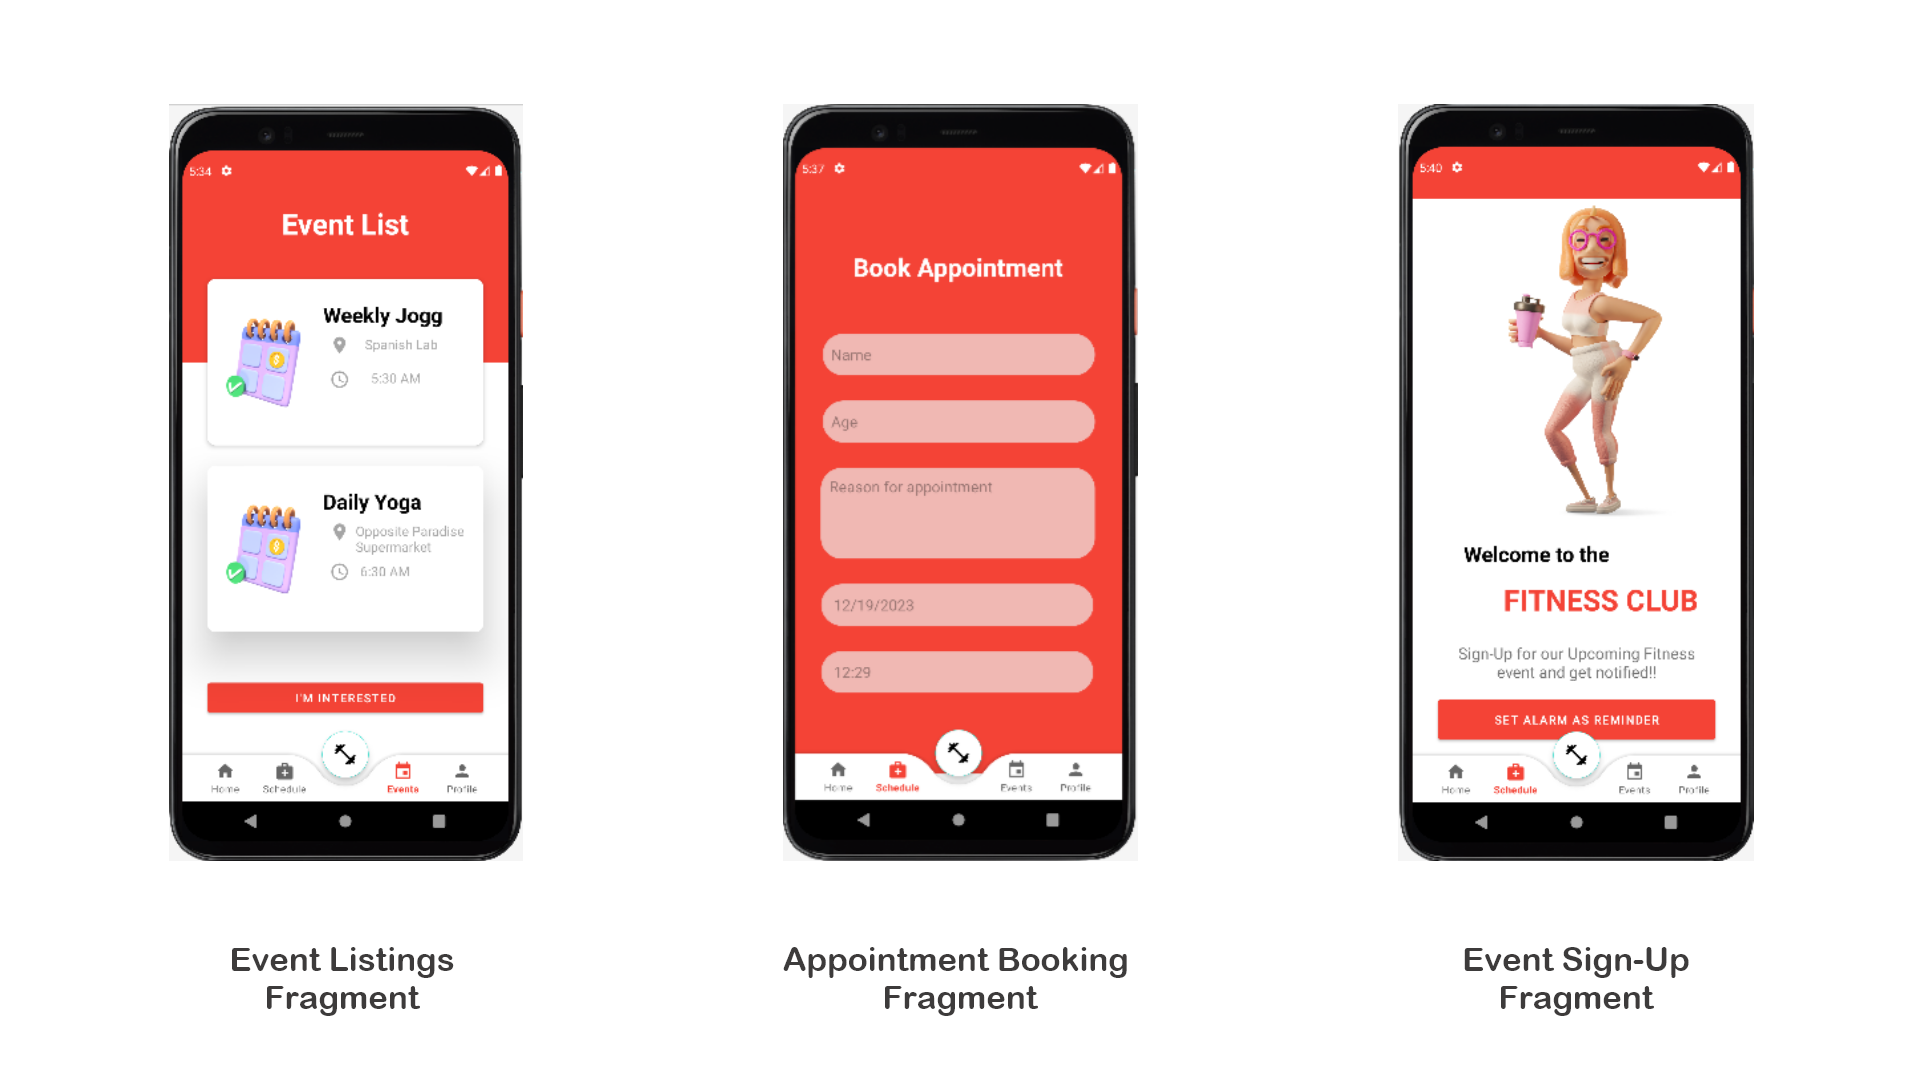 5:34
Event List
Weekly Jogg
Spanish Lab
5:30 AM
Daily Yoga
Opposite Paradise
Supermarket
6:30 AM
I'M INTERESTED
Home
Schedule
Events
Profile
Event Listings
Fragment
5:37
Book Appointment
Name
Age
Reason for appointment
12/19/2023
12:29
Home
Schedule
Events
Profile
Appointment Booking
Fragment
5:40
Welcome to the
FITNESS CLUB
Sign-Up for our Upcoming Fitness
event and get notified!!
SET ALARM AS REMINDER
Home
Schedule
Events
Profile
Event Sign-Up
Fragment